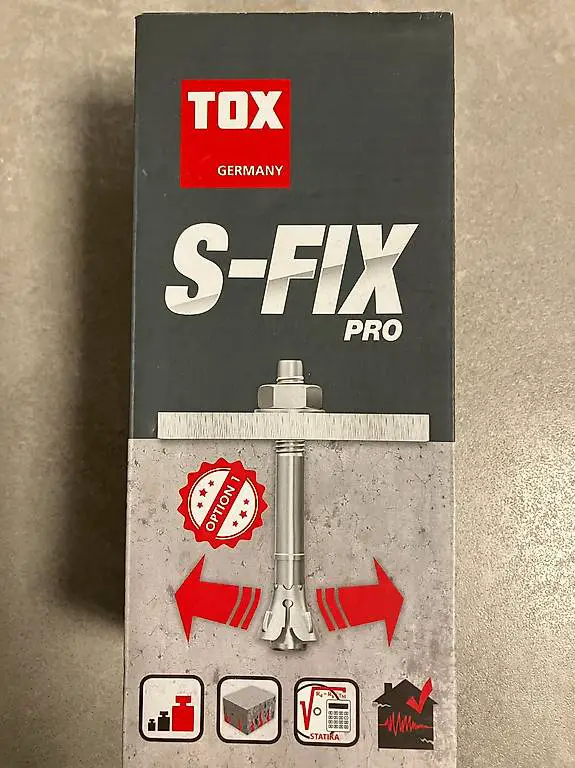 TOX
GERMANY
S-FIX
PRO
OPTION 1
STATIKA